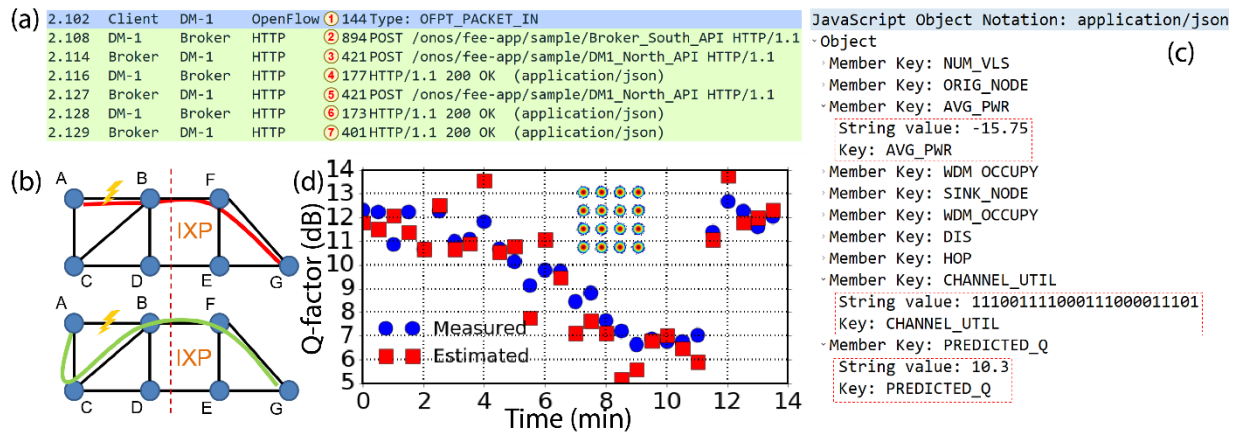 (a)
2.102 Client DM-1 OpenFlow 1 144 Type: OFPT_PACKET_IN
2.108 DM-1 Broker HTTP 2 894 POST /onos/fee-app/sample/Broker_South_API HTTP/1.1
2.114 Broker DM-1 HTTP 3 421 POST /onos/fee-app/sample/DM1_North_API HTTP/1.1
2.116 DM-1 Broker HTTP 4 177 HTTP/1.1 200 OK (application/json)
2.127 Broker DM-1 HTTP 5 421 POST /onos/fee-app/sample/DM1_North_API HTTP/1.1
2.128 DM-1 Broker HTTP 6 173 HTTP/1.1 200 OK (application/json)
2.129 Broker DM-1 HTTP 7 401 HTTP/1.1 200 OK (application/json)
(b)
A B F
IXP
C D E G
A B F
IXP
C D E G
(d)
Q-factor (dB)
14
13
12
11
10
9
8
7
6
5
Measured
Estimated
0 2 4 6 8 10 12 14
Time (min)
JavaScript Object Notation: application/json
(c)
Object
Member Key: NUM_VLS
Member Key: ORIG_NODE
Member Key: AVG_PWR
String value: -15.75
Key: AVG_PWR
Member Key: WDM OCCUPY
Member Key: SINK_NODE
Member Key: WDM_OCCUPY
Member Key: DIS
Member Key: HOP
Member Key: CHANNEL_UTIL
String value: 111001111000111000011101
Key: CHANNEL_UTIL
Member Key: PREDICTED_Q
String value: 10.3
Key: PREDICTED_Q